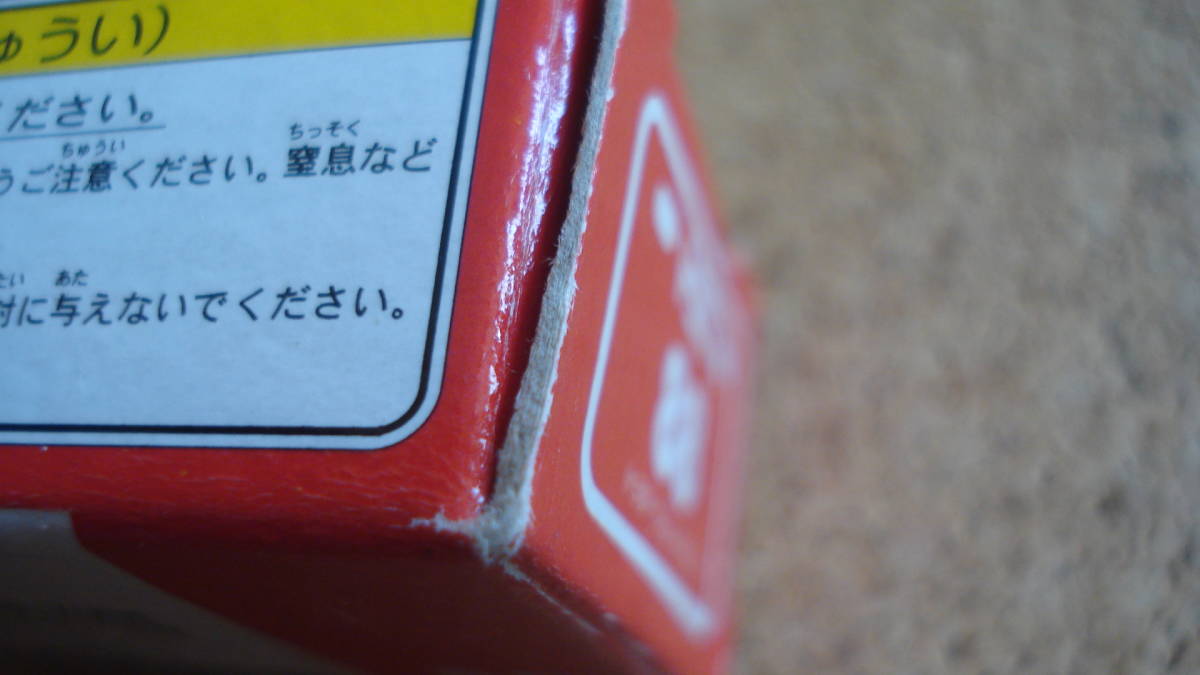 ゅうい)
ください。
ちゅうい ちっそく
うご注意ください。窒息など
たい あた
対に与えないでください。